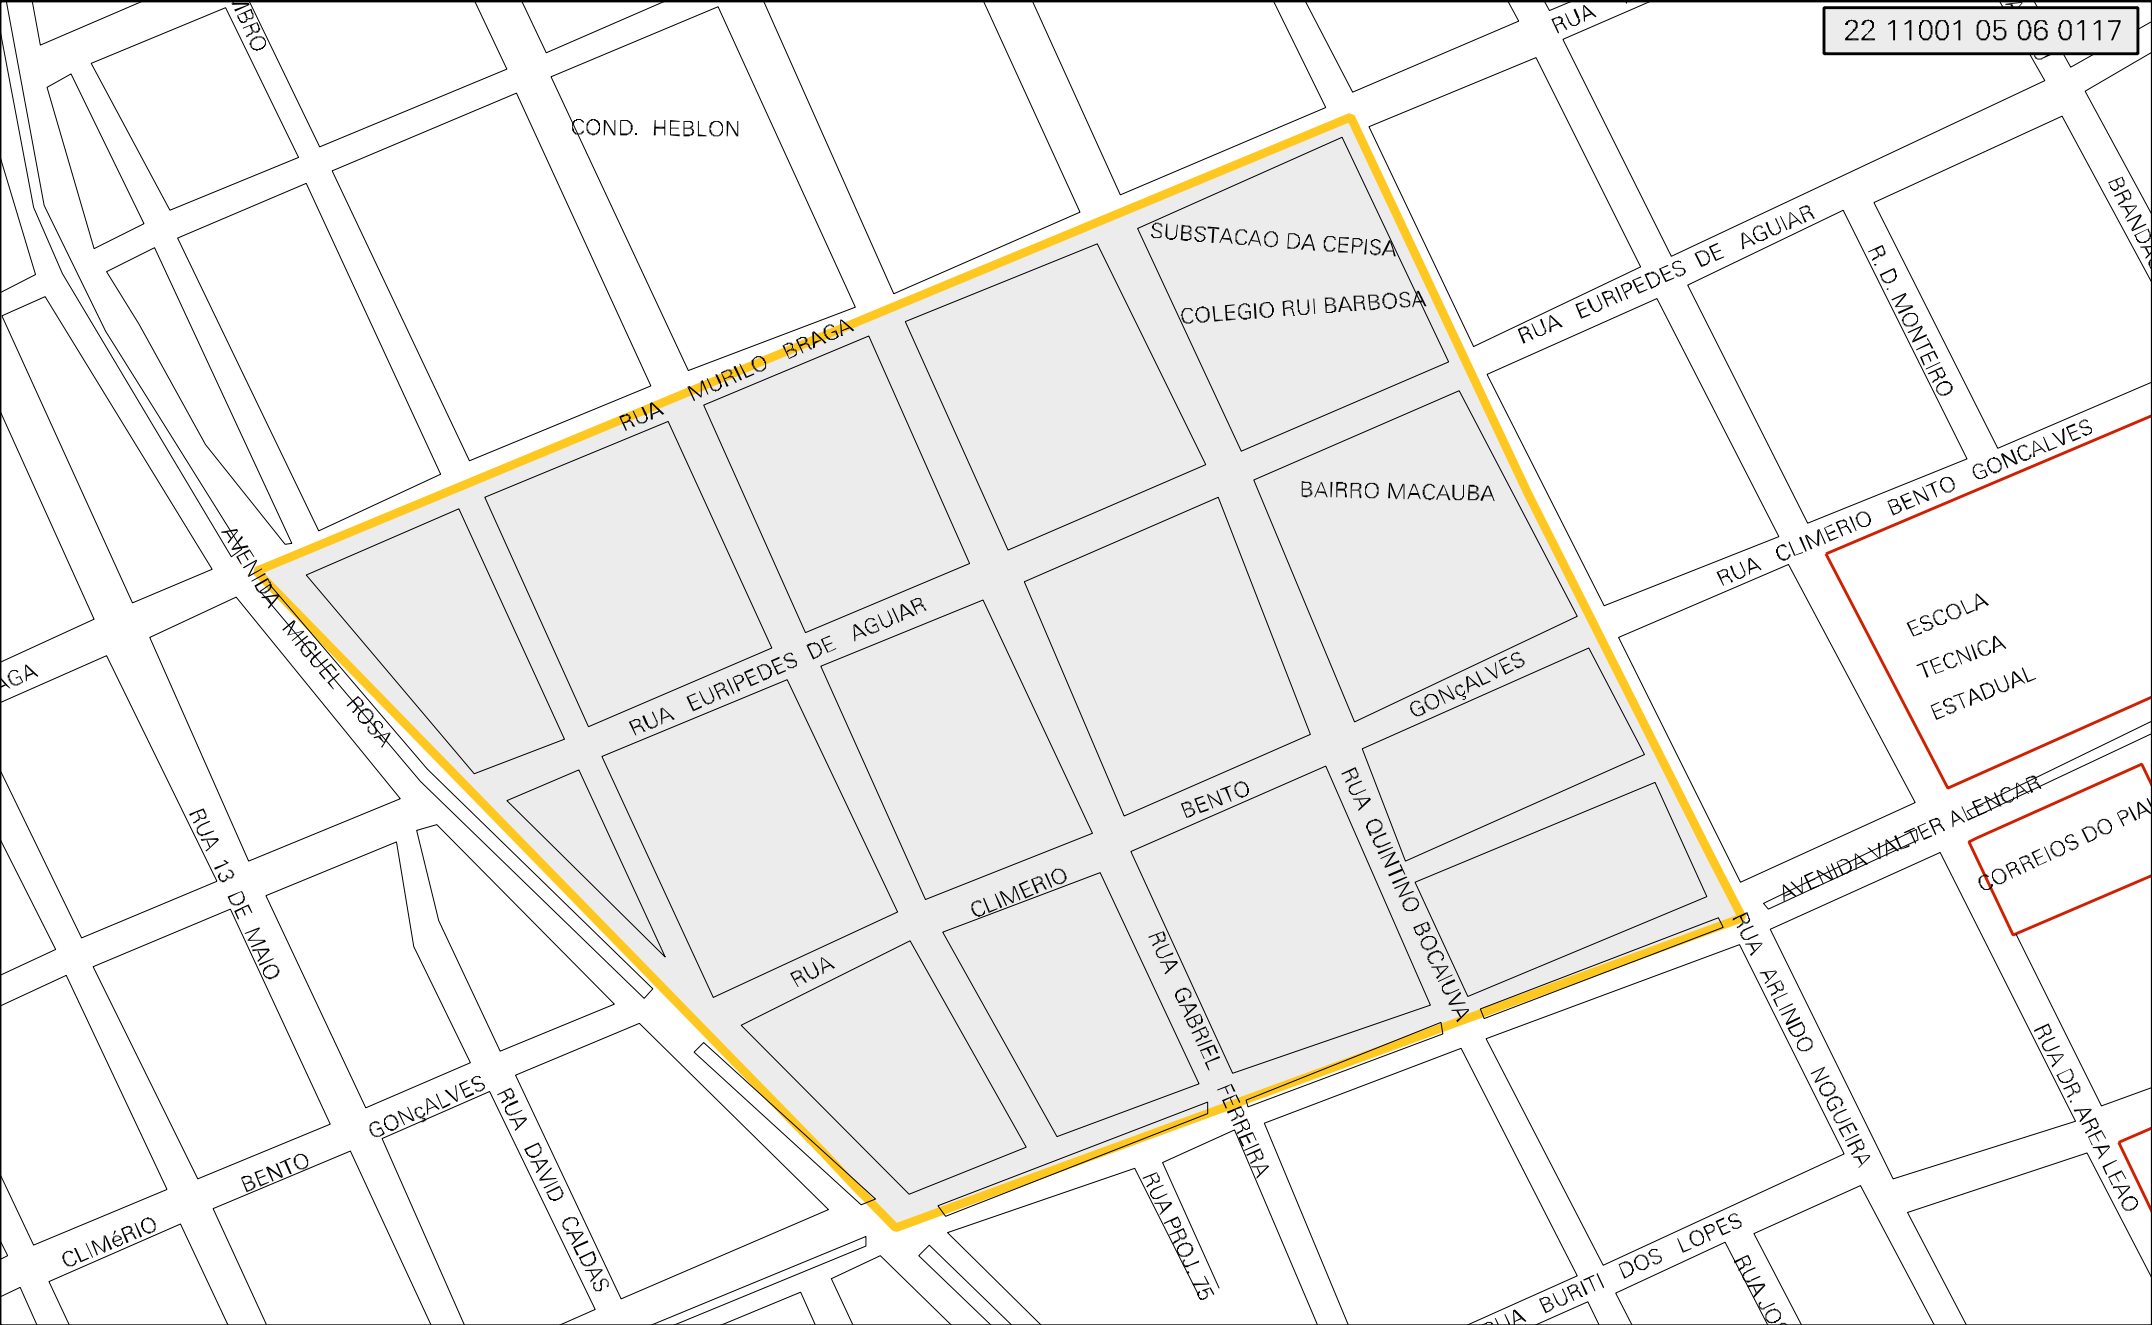 22 11001 05 06 0117
RUA
COND. HEBLON
SUBSTACAO DA CEPISA
COLEGIO RUI BARBOSA
RUA EURIPEDES DE AGUIAR
R. D. MONTEIRO
RUA MURILO BRAGA
BAIRRO MACAUBA
RUA CLIMERIO BENTO GONCALVES
ESCOLA
TECNICA
ESTADUAL
AVENIDA MIGUEL ROSA
RUA EURIPEDES DE AGUIAR
RUA CLIMERIO BENTO GONçALVES
RUA QUINTINO BOCAIUVA
AVENIDA VALTER ALENCAR
CORREIOS DO PIA
RUA 13 DE MAIO
RUA GABRIEL FERREIRA
RUA ARLINDO NOGUEIRA
RUA DR. AREA LEAO
CLIMéRIO BENTO GONçALVES
RUA DAVID CALDAS
RUA PROJ. 75
RUA BURITI DOS LOPES